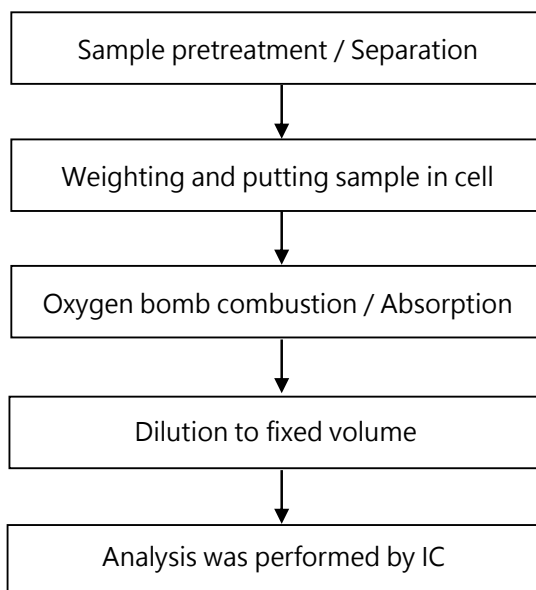 Sample pretreatment / Separation
Weighting and putting sample in cell
Oxygen bomb combustion / Absorption
Dilution to fixed volume
Analysis was performed by IC